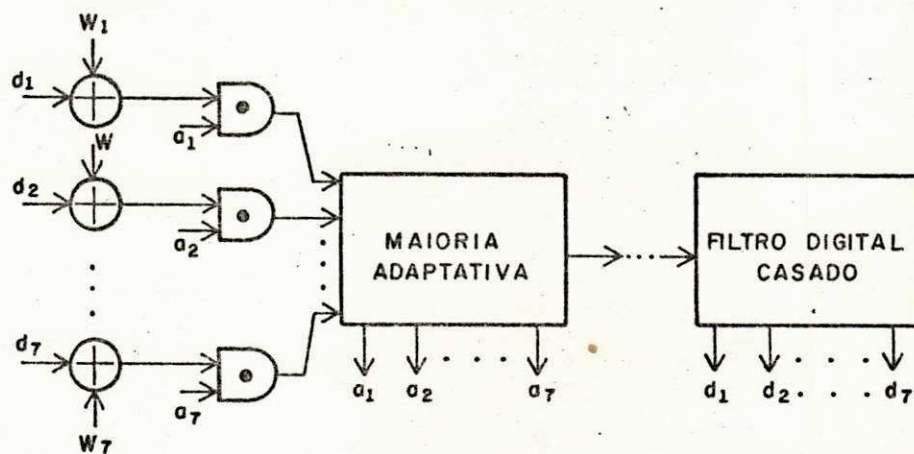 W1
d1
a1
W
d2
a2
d7
a7
W7
MAIORIA
ADAPTATIVA
a1 a2 a7
FILTRO DIGITAL
CASADO
d1 d2 d7